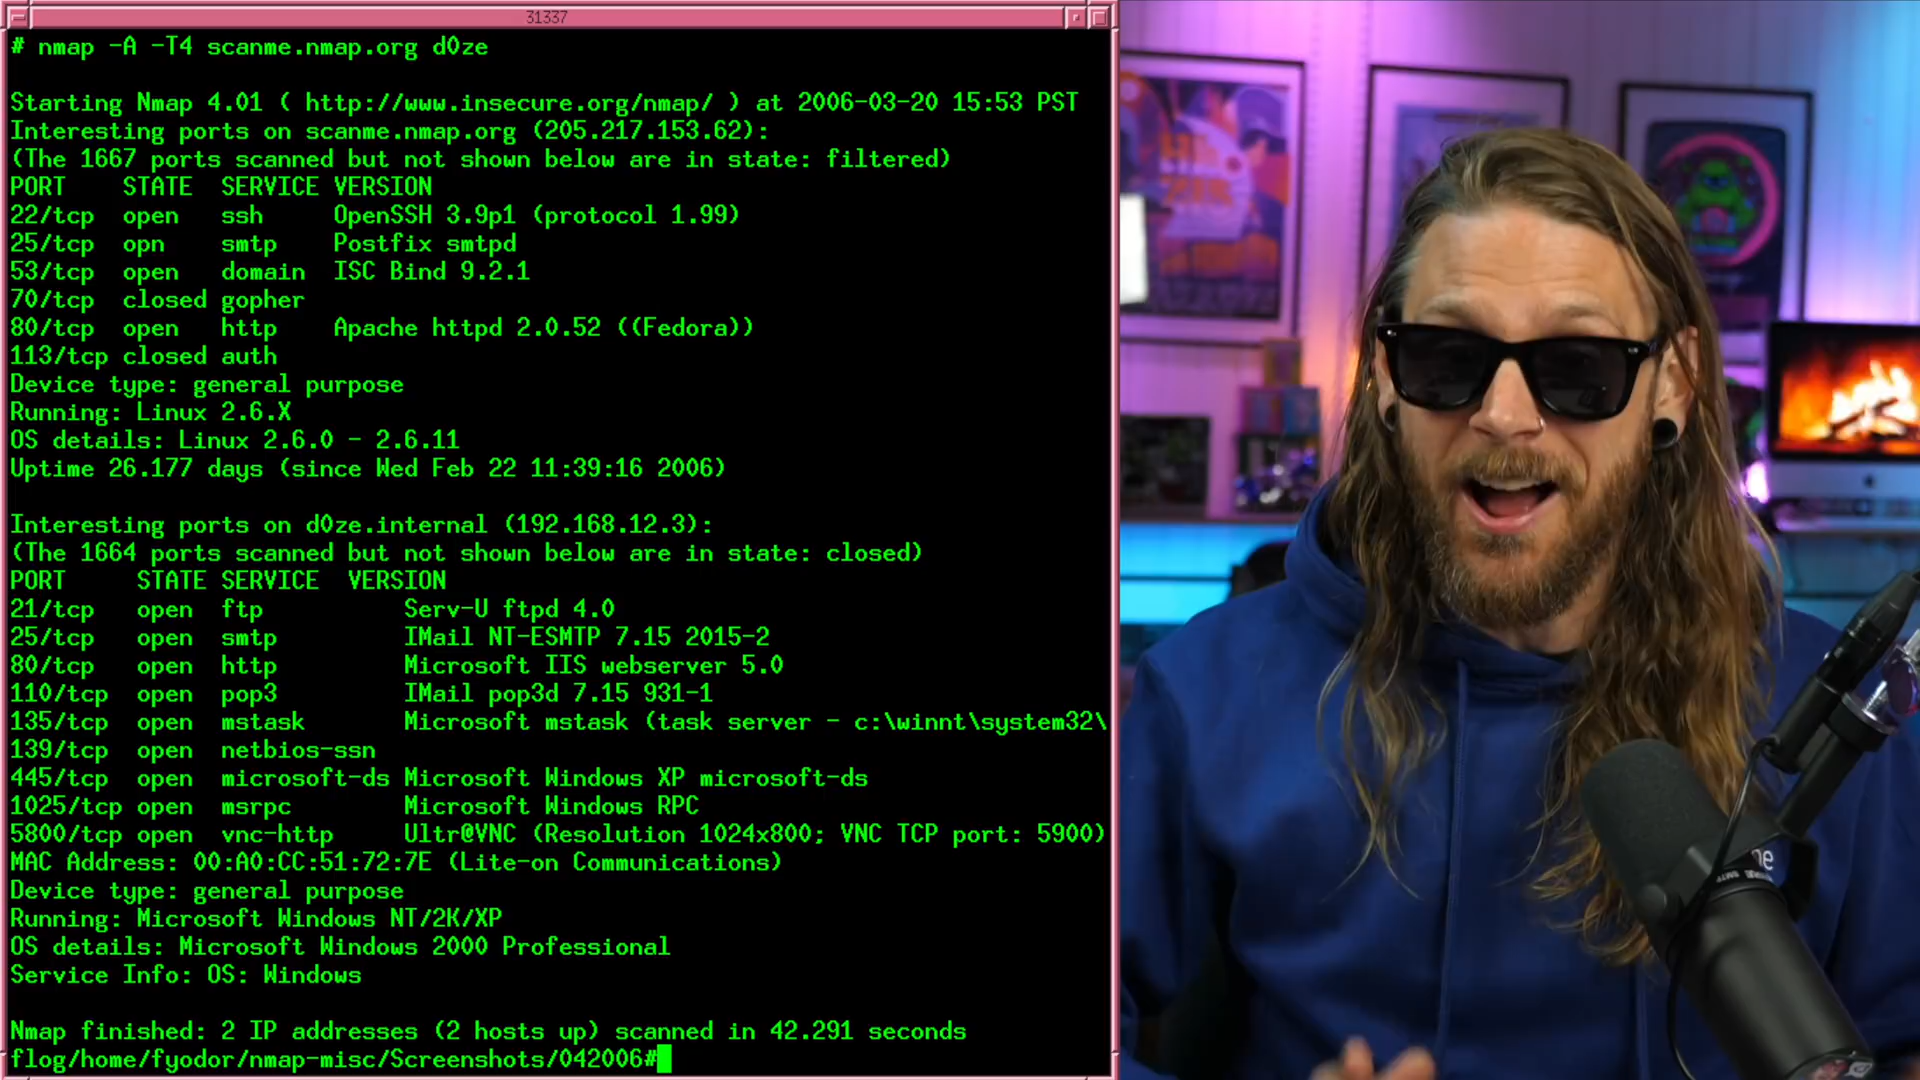 31337
# nmap -A -T4 scanme.nmap.org d0ze
Starting Nmap 4.01 ( http://www.insecure.org/nmap/ ) at 2006-03-20 15:53 PST
Interesting ports on scanme.nmap.org (205.217.153.62):
(The 1667 ports scanned but not shown below are in state: filtered)
PORT    STATE  SERVICE VERSION
22/tcp  open   ssh     OpenSSH 3.9p1 (protocol 1.99)
25/tcp  opn    smtp    Postfix smtpd
53/tcp  open   domain  ISC Bind 9.2.1
70/tcp  closed gopher
80/tcp  open   http    Apache httpd 2.0.52 ((Fedora))
113/tcp closed auth
Device type: general purpose
Running: Linux 2.6.X
OS details: Linux 2.6.0 - 2.6.11
Uptime 26.177 days (since Wed Feb 22 11:39:16 2006)
Interesting ports on d0ze.internal (192.168.12.3):
(The 1664 ports scanned but not shown below are in state: closed)
PORT     STATE SERVICE  VERSION
21/tcp   open  ftp          Serv-U ftpd 4.0
25/tcp   open  smtp         IMail NT-ESMTP 7.15 2015-2
80/tcp   open  http         Microsoft IIS webserver 5.0
110/tcp  open  pop3         IMail pop3d 7.15 931-1
135/tcp  open  mstask       Microsoft mstask (task server - c:\winnt\system32\
139/tcp  open  netbios-ssn
445/tcp  open  microsoft-ds Microsoft Windows XP microsoft-ds
1025/tcp open  msrpc        Microsoft Windows RPC
5800/tcp open  vnc-http     Ultr@VNC (Resolution 1024x800; VNC TCP port: 5900)
MAC Address: 00:A0:CC:51:72:7E (Lite-on Communications)
Device type: general purpose
Running: Microsoft Windows NT/2K/XP
OS details: Microsoft Windows 2000 Professional
Service Info: OS: Windows
Nmap finished: 2 IP addresses (2 hosts up) scanned in 42.291 seconds
flog/home/fyodor/nmap-misc/Screenshots/042006#